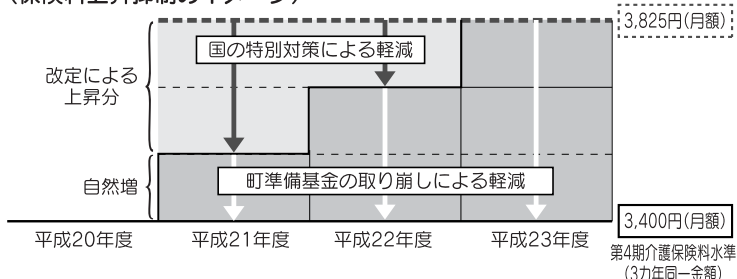 (保険料上昇抑制のイメージ)
3,825円(月額)
国の特別対策による軽減
改定による
上昇分
自然増
町準備基金の取り崩しによる軽減
3,400円(月額)
平成20年度
平成21年度
平成22年度
平成23年度
第4期介護保険料水準
(3カ年同一金額)